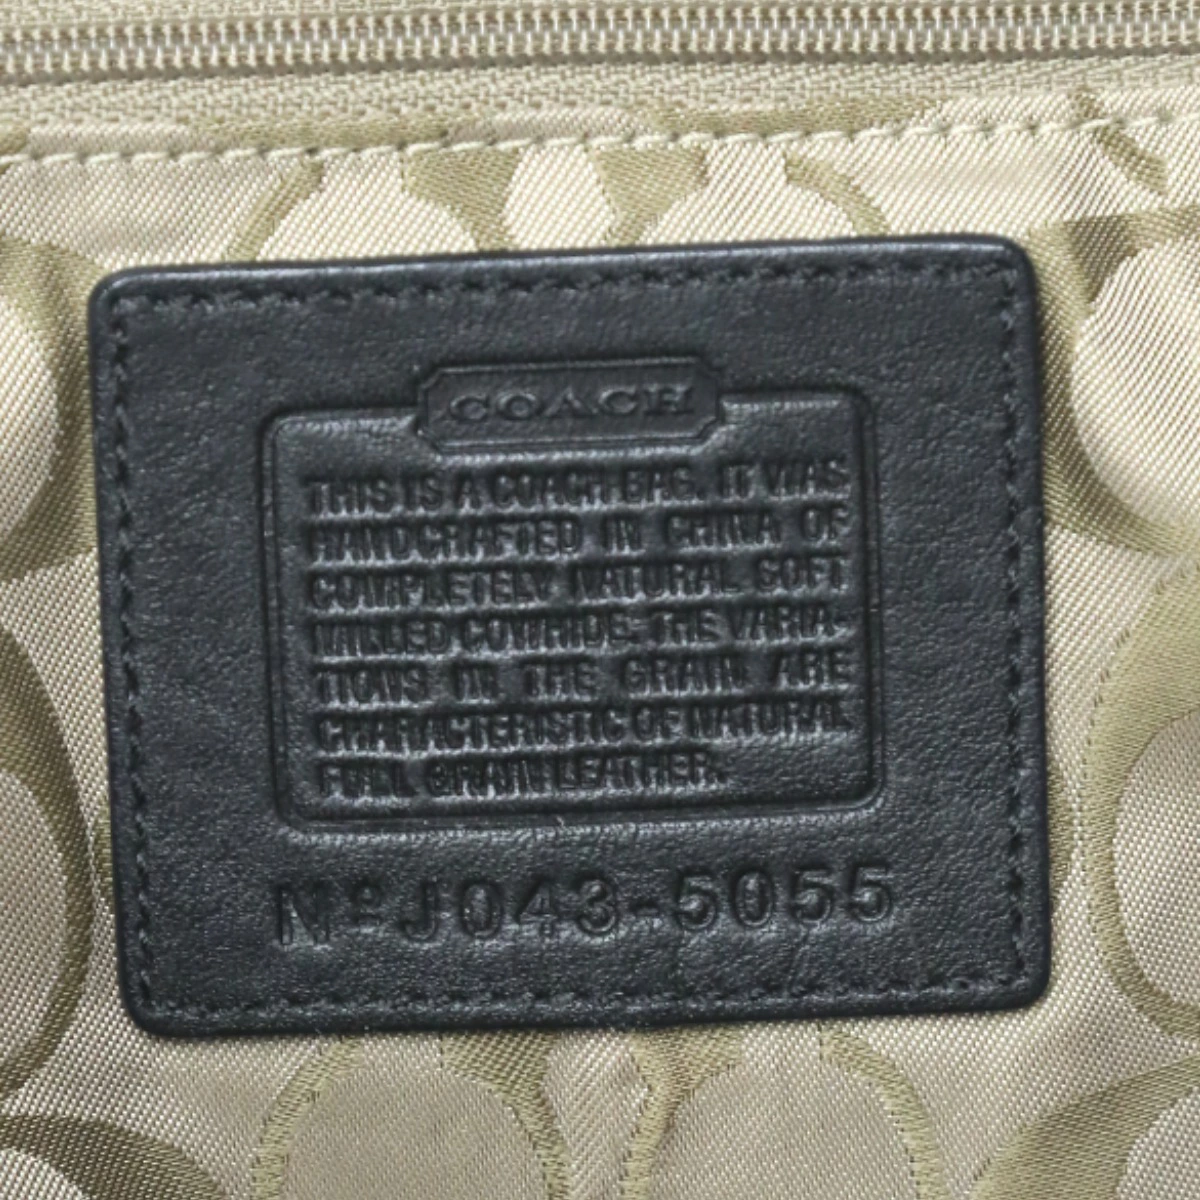 COACH
THIS IS A COACH BAG. IT WAS
HANDCRAFTED IN CHINA OF
COMPLETELY NATURAL SOFT
MILLED COWHIDE. THE VARIA-
TIONS IN THE GRAIN ARE
CHARACTERISTIC OF NATURAL
FULL GRAIN LEATHER.
Nº J043-5055